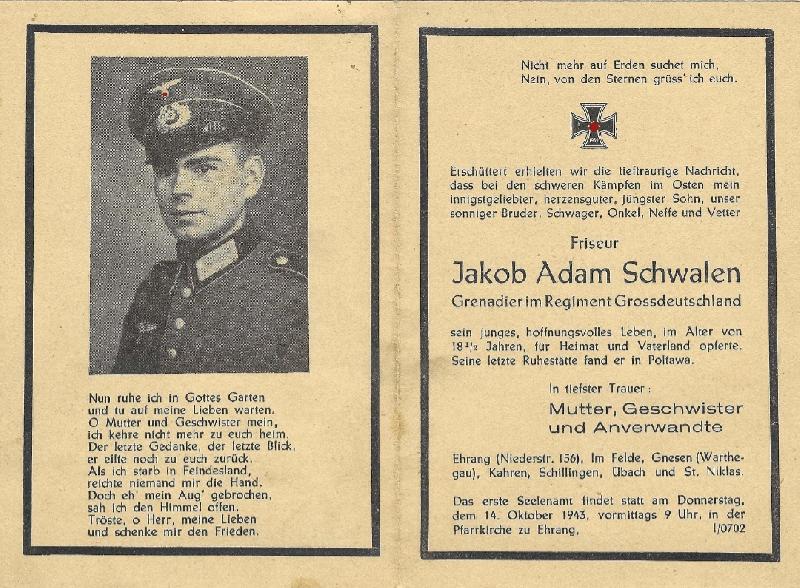 Nun ruhe ich in Gottes Garten
und tu auf meine Lieben warten.
O Mutter und Geschwister mein,
ich kehre nicht mehr zu euch heim.
Der letzte Gedanke, der letzte Blick,
er eilte noch zu euch zurück.
Als ich starb in Feindesland,
reichte niemand mir die Hand.
Doch eh' mein Aug' gebrochen,
sah ich den Himmel offen.
Tröste, o Herr, meine Lieben
und schenke mir den Frieden.
Nicht mehr auf Erden suchet mich,
Nein, von den Sternen grüss' ich euch.
Erschüttert erhielten wir die tieftraurige Nachricht,
dass bei den schweren Kämpfen im Osten mein
innigstgeliebter, herzensguter, jüngster Sohn, unser
sonniger Bruder, Schwager, Onkel, Neffe und Vetter
Friseur
Jakob Adam Schwalen
Grenadier im Regiment Grossdeutschland
sein junges, hoffnungsvolles Leben, im Alter von
Jahren, für Heimat und Vaterland opferte.
Seine letzte Ruhestätte fand er in Poltawa.
In tiefster Trauer:
Mutter, Geschwister
und Anverwandte
Ehrang (Niederstr. 156), Im Felde, Gnesen (Warthe-
gau), Kahren, Schillingen, Übach und St. Niklas.
Das erste Seelenamt findet statt am Donnerstag,
dem 14. Oktober 1943, vormittags 9 Uhr, in der
Pfarrkirche zu Ehrang, I/0702